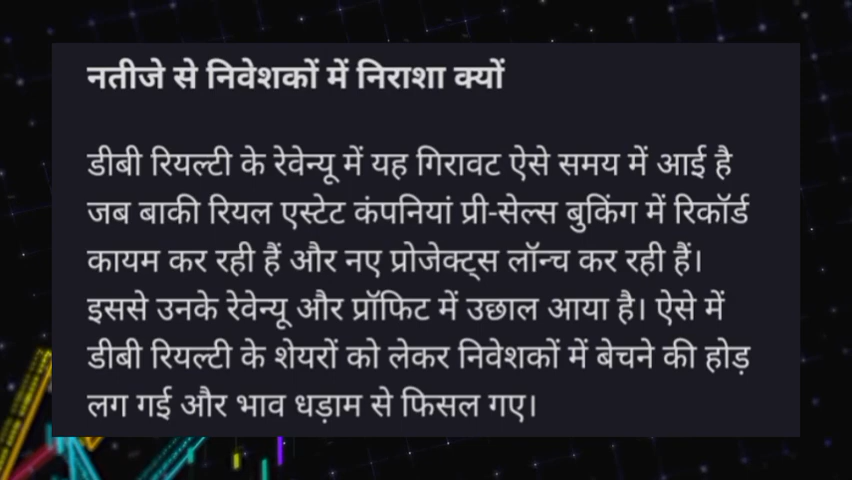 नतीजे से निवेशकों में निराशा क्यों
डीबी रियल्टी के रेवेन्यू में यह गिरावट ऐसे समय में आई है
जब बाकी रियल एस्टेट कंपनियां प्री-सेल्स बुकिंग में रिकॉर्ड
कायम कर रही हैं और नए प्रोजेक्ट्स लॉन्च कर रही हैं।
इससे उनके रेवेन्यू और प्रॉफिट में उछाल आया है। ऐसे में
डीबी रियल्टी के शेयरों को लेकर निवेशकों में बेचने की होड़
लग गई और भाव धड़ाम से फिसल गए।